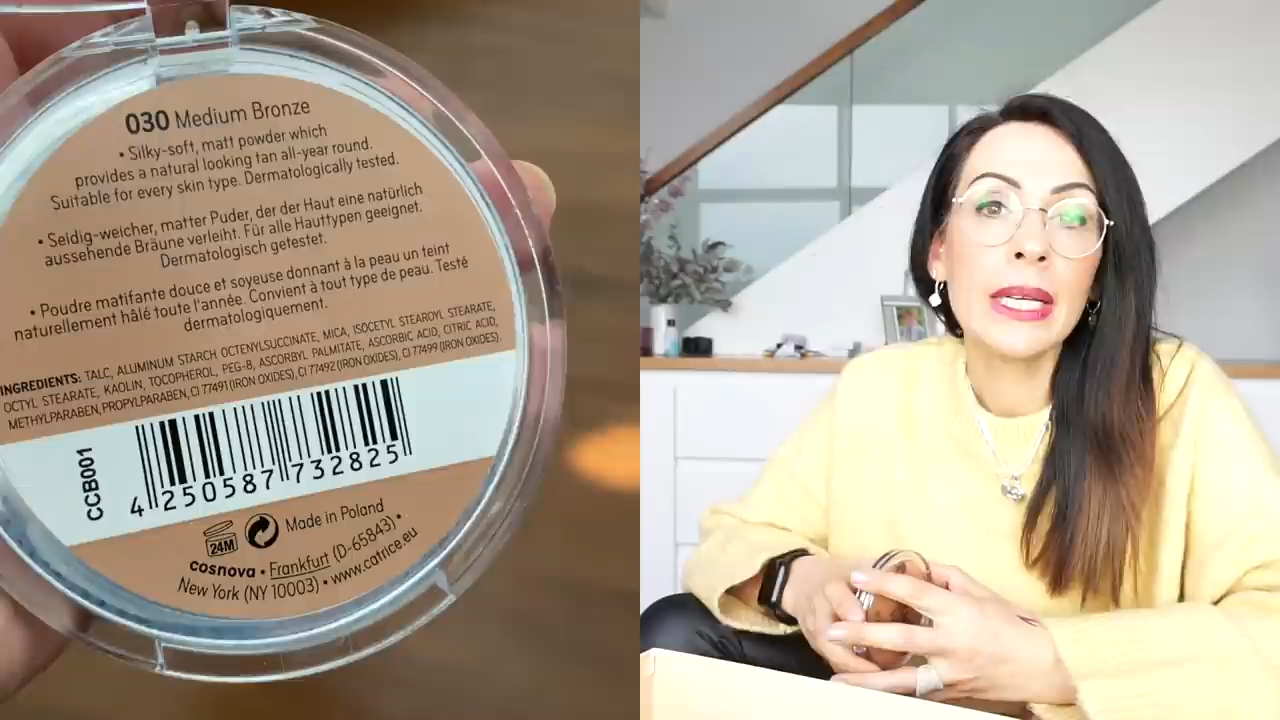 030 Medium Bronze
• Silky-soft, matt powder which
provides a natural looking tan all-year round.
Suitable for every skin type. Dermatologically tested.
• Seidig-weicher, matter Puder, der der Haut eine natürlich
aussehende Bräune verleiht. Für alle Hauttypen geeignet.
Dermatologisch getestet.
• Poudre matifiante douce et soyeuse donnant à la peau un teint
naturellement hâlé toute l'année. Convient à tout type de peau. Testé
dermatologiquement.
INGREDIENTS: TALC, ALUMINUM STARCH OCTENYLSUCCINATE, MICA, ISOCETYL STEAROYL STEARATE,
OCTYL STEARATE, KAOLIN, TOCOPHEROL, PEG-8, ASCORBYL PALMITATE, ASCORBIC ACID, CITRIC ACID,
METHYLPARABEN, PROPYLPARABEN, CI 77491 (IRON OXIDES), CI 77492 (IRON OXIDES), CI 77499 (IRON OXIDES).
CCB001
4 250587 732825
24M
Made in Poland
cosnova • Frankfurt (D-65843) •
New York (NY 10003) • www.catrice.eu